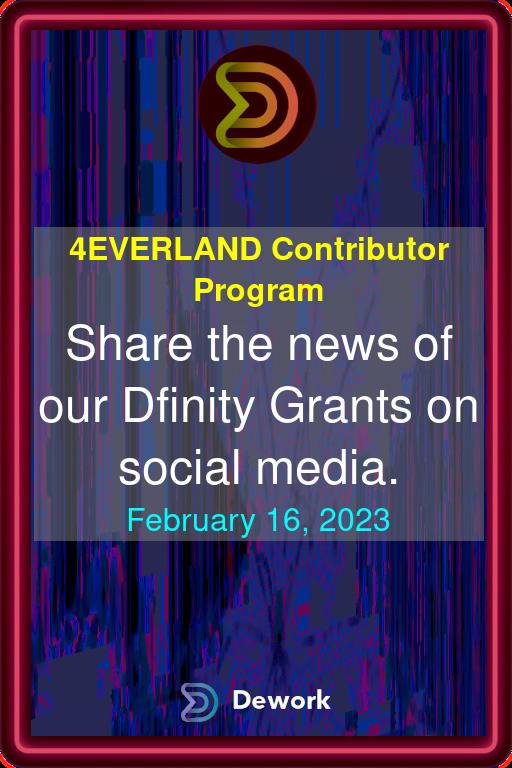 4EVERLAND Contributor
Program
Share the news of
our Dfinity Grants on
social media.
February 16, 2023
Dework